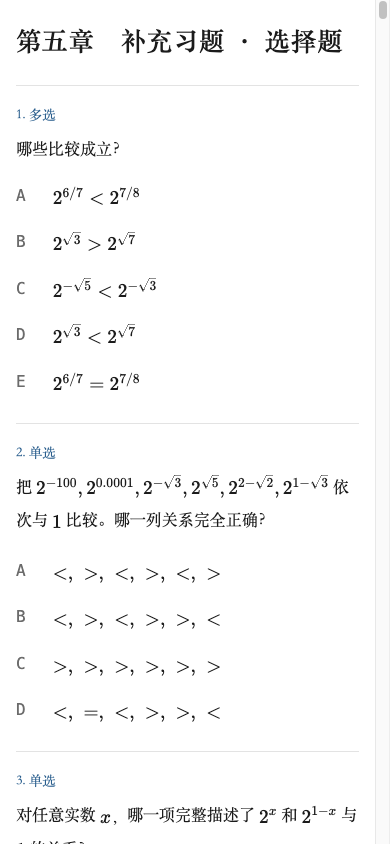 第五章　补充习题 · 选择题
1. 多选
哪些比较成立?
A 2^{6/7} < 2^{7/8}
B 2^{√3} > 2^{√7}
C 2^{−√5} < 2^{−√3}
D 2^{√3} < 2^{√7}
E 2^{6/7} = 2^{7/8}
2. 单选
把 2^{−100}, 2^{0.0001}, 2^{−√3}, 2^{√5}, 2^{2−√2}, 2^{1−√3} 依
次与 1 比较。哪一列关系完全正确?
A <, >, <, >, <, >
B <, >, <, >, >, <
C >, >, >, >, >, >
D <, =, <, >, >, <
3. 单选
对任意实数 x，哪一项完整描述了 2^x 和 2^{1−x} 与